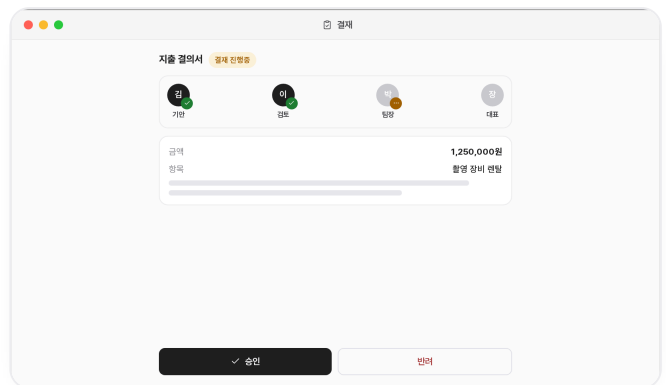 결재
지출 결의서 결재 진행중
김 이 박 장
기안 검토 팀장 대표
금액 1,250,000원
항목 촬영 장비 렌탈
승인 반려